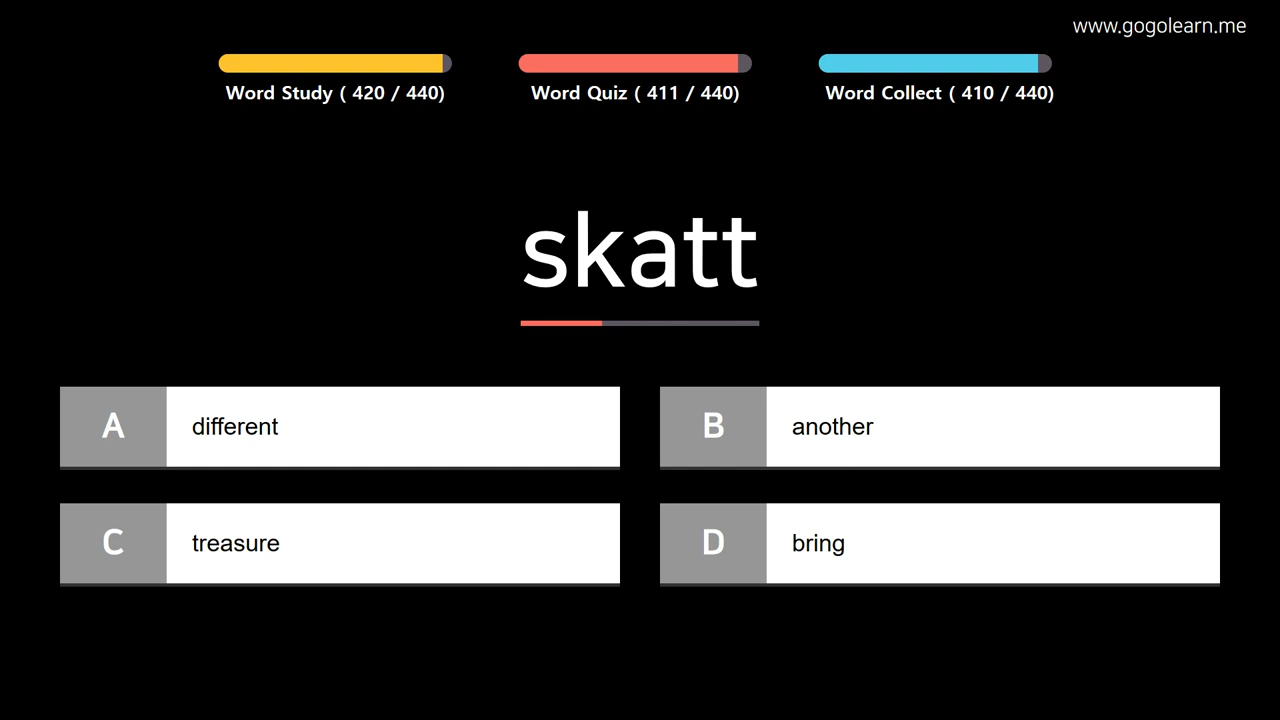 www.gogolearn.me
Word Study ( 420 / 440)
Word Quiz ( 411 / 440)
Word Collect ( 410 / 440)
skatt
A different
B another
C treasure
D bring